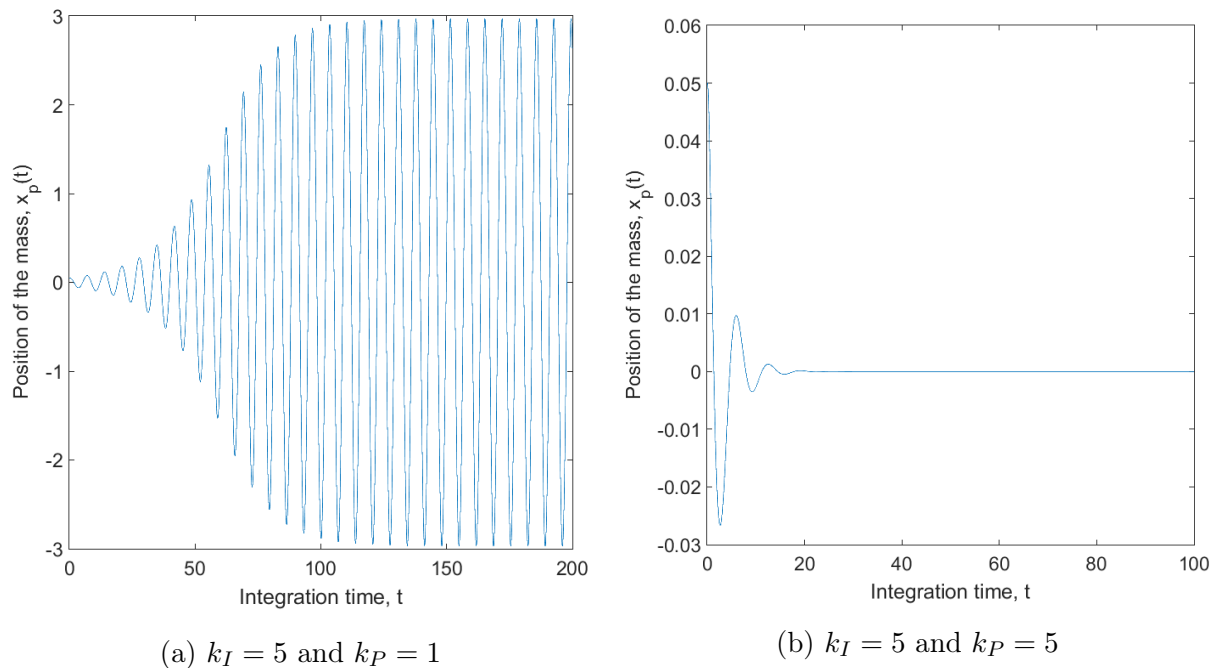 3
2
1
0
-1
-2
-3
0 50 100 150 200
Position of the mass, x_p(t)
Integration time, t
(a) k_I = 5 and k_P = 1
0.06
0.05
0.04
0.03
0.02
0.01
0
-0.01
-0.02
-0.03
0 20 40 60 80 100
Position of the mass, x_p(t)
Integration time, t
(b) k_I = 5 and k_P = 5